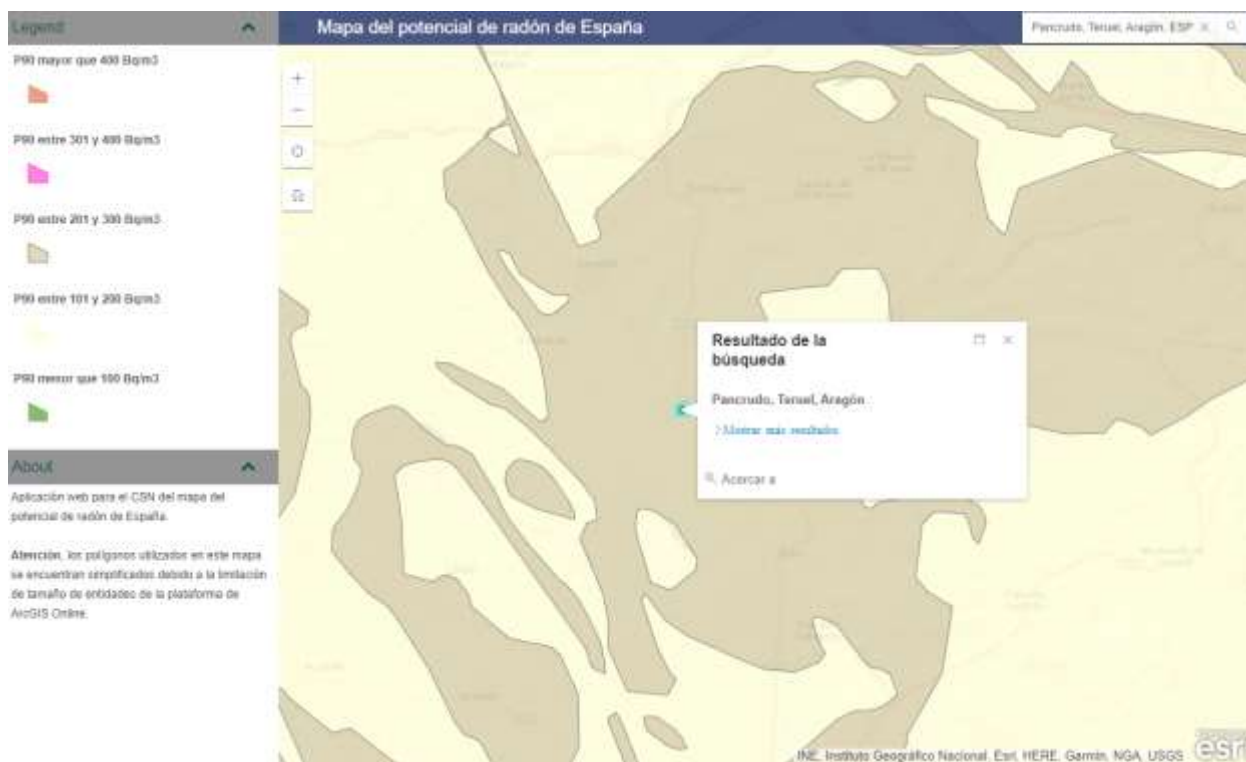 Legend
Mapa del potencial de radón de España
Pancrudo, Teruel, Aragón, ESP
P90 mayor que 400 Bq/m3
P90 entre 301 y 400 Bq/m3
P90 entre 201 y 300 Bq/m3
P90 entre 101 y 200 Bq/m3
P90 menor que 100 Bq/m3
Resultado de la
búsqueda
Pancrudo, Teruel, Aragón
Mostrar más resultados
Acercar a
About
Aplicación web para el CSN del mapa del
potencial de radón de España.
Atención, los polígonos utilizados en este mapa
se encuentran simplificados debido a la limitación
de tamaño de entidades de la plataforma de
ArcGIS Online.
INE, Instituto Geográfico Nacional, Esri, HERE, Garmin, NGA, USGS
esri